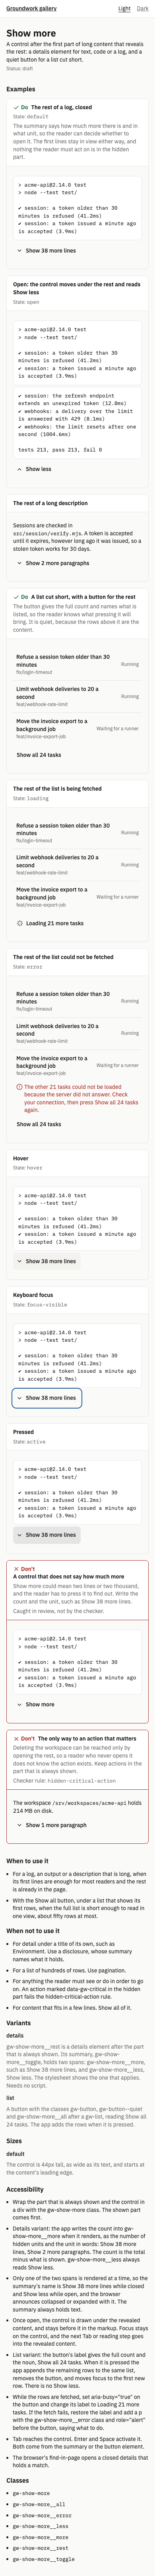 Groundwork gallery Light Dark
Show more
A control after the first part of long content that reveals
the rest: a details element for text, code or a log, and a
quiet button for a list cut short.
Status: draft
Examples
✓ Do The rest of a log, closed
State: default
The summary says how much more there is and in
what unit, so the reader can decide whether to
open it. The first lines stay in view either way, and
nothing the reader must act on is in the hidden
part.
> acme-api@2.14.0 test
> node --test test/
✔ session: a token older than 30
minutes is refused (41.2ms)
✔ session: a token issued a minute ago
is accepted (3.9ms)
Show 38 more lines
Open: the control moves under the rest and reads
Show less
State: open
> acme-api@2.14.0 test
> node --test test/
✔ session: a token older than 30
minutes is refused (41.2ms)
✔ session: a token issued a minute ago
is accepted (3.9ms)
✔ session: the refresh endpoint
extends an unexpired token (12.8ms)
✔ webhooks: a delivery over the limit
is answered with 429 (8.1ms)
✔ webhooks: the limit resets after one
second (1004.6ms)
tests 213, pass 213, fail 0
Show less
The rest of a long description
Sessions are checked in
src/session/verify.mjs. A token is accepted
until it expires, however long ago it was issued, so a
stolen token works for 30 days.
Show 2 more paragraphs
✓ Do A list cut short, with a button for the rest
The button gives the full count and names what is
listed, so the reader knows what pressing it will
bring. It is quiet, because the rows above it are the
content.
Refuse a session token older than 30
minutes Running
fix/login-timeout
Limit webhook deliveries to 20 a
second Running
feat/webhook-rate-limit
Move the invoice export to a
background job Waiting for a runner
feat/invoice-export-job
Show all 24 tasks
The rest of the list is being fetched
State: loading
Refuse a session token older than 30
minutes Running
fix/login-timeout
Limit webhook deliveries to 20 a
second Running
feat/webhook-rate-limit
Move the invoice export to a
background job Waiting for a runner
feat/invoice-export-job
Loading 21 more tasks
The rest of the list could not be fetched
State: error
Refuse a session token older than 30
minutes Running
fix/login-timeout
Limit webhook deliveries to 20 a
second Running
feat/webhook-rate-limit
Move the invoice export to a
background job Waiting for a runner
feat/invoice-export-job
The other 21 tasks could not be loaded
because the server did not answer. Check
your connection, then press Show all 24 tasks
again.
Show all 24 tasks
Hover
State: hover
> acme-api@2.14.0 test
> node --test test/
✔ session: a token older than 30
minutes is refused (41.2ms)
✔ session: a token issued a minute ago
is accepted (3.9ms)
Show 38 more lines
Keyboard focus
State: focus-visible
> acme-api@2.14.0 test
> node --test test/
✔ session: a token older than 30
minutes is refused (41.2ms)
✔ session: a token issued a minute ago
is accepted (3.9ms)
Show 38 more lines
Pressed
State: active
> acme-api@2.14.0 test
> node --test test/
✔ session: a token older than 30
minutes is refused (41.2ms)
✔ session: a token issued a minute ago
is accepted (3.9ms)
Show 38 more lines
✕ Don't
A control that does not say how much more
Show more could mean two lines or two thousand,
and the reader has to press it to find out. Write the
count and the unit, such as Show 38 more lines.
Caught in review, not by the checker.
> acme-api@2.14.0 test
> node --test test/
✔ session: a token older than 30
minutes is refused (41.2ms)
✔ session: a token issued a minute ago
is accepted (3.9ms)
Show more
✕ Don't The only way to an action that matters
Deleting the workspace can be reached only by
opening the rest, so a reader who never opens it
does not know the action exists. Keep actions in the
part that is always shown.
Checker rule: hidden-critical-action
The workspace /srv/workspaces/acme-api holds
214 MB on disk.
Show 1 more paragraph
When to use it
• For a log, an output or a description that is long, when
its first lines are enough for most readers and the rest
is already in the page.
• With the Show all button, under a list that shows its
first rows, when the full list is short enough to read in
one view, about fifty rows at most.
When not to use it
• For detail under a title of its own, such as
Environment. Use a disclosure, whose summary
names what it holds.
• For a list of hundreds of rows. Use pagination.
• For anything the reader must see or do in order to go
on. An action marked data-gw-critical in the hidden
part fails the hidden-critical-action rule.
• For content that fits in a few lines. Show all of it.
Variants
details
gw-show-more__rest is a details element after the part
that is always shown. Its summary, gw-show-
more__toggle, holds two spans: gw-show-more__more,
such as Show 38 more lines, and gw-show-more__less,
Show less. The stylesheet shows the one that applies.
Needs no script.
list
A button with the classes gw-button, gw-button--quiet
and gw-show-more__all after a gw-list, reading Show all
24 tasks. The app adds the rows when it is pressed.
Sizes
default
The control is 44px tall, as wide as its text, and starts at
the content's leading edge.
Accessibility
• Wrap the part that is always shown and the control in
a div with the gw-show-more class. The shown part
comes first.
• Details variant: the app writes the count into gw-
show-more__more when it renders, as the number of
hidden units and the unit in words: Show 38 more
lines, Show 2 more paragraphs. The count is the total
minus what is shown. gw-show-more__less always
reads Show less.
• Only one of the two spans is rendered at a time, so the
summary's name is Show 38 more lines while closed
and Show less while open, and the browser
announces collapsed or expanded with it. The
summary always holds text.
• Once open, the control is drawn under the revealed
content, and stays before it in the markup. Focus stays
on the control, and the next Tab or reading step goes
into the revealed content.
• List variant: the button's label gives the full count and
the noun, Show all 24 tasks. When it is pressed the
app appends the remaining rows to the same list,
removes the button, and moves focus to the first new
row. There is no Show less.
• While the rows are fetched, set aria-busy="true" on
the button and change its label to Loading 21 more
tasks. If the fetch fails, restore the label and add a p
with the gw-show-more__error class and role="alert"
before the button, saying what to do.
• Tab reaches the control. Enter and Space activate it.
Both come from the summary or the button element.
• The browser's find-in-page opens a closed details that
holds a match.
Classes
• gw-show-more
• gw-show-more__all
• gw-show-more__error
• gw-show-more__less
• gw-show-more__more
• gw-show-more__rest
• gw-show-more__toggle